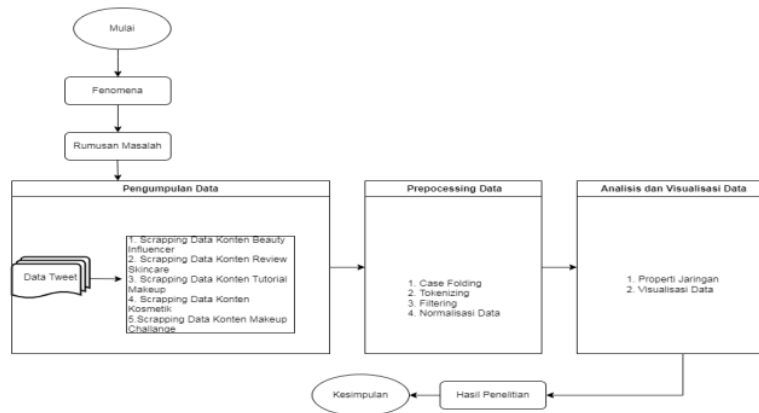 Mulai
Fenomena
Rumusan Masalah
Pengumpulan Data
Data Tweet
1. Scrapping Data Konten Beauty
Influencer
2. Scrapping Data Konten Review
Skincare
3. Scrapping Data Konten Tutorial
Makeup
4. Scrapping Data Konten
Kosmetik
5.Scrapping Data Konten Makeup
Challange
Prepocessing Data
1. Case Folding
2. Tokenizing
3. Filtering
4. Normalisasi Data
Analisis dan Visualisasi Data
1. Properti Jaringan
2. Visualisasi Data
Hasil Penelitian
Kesimpulan